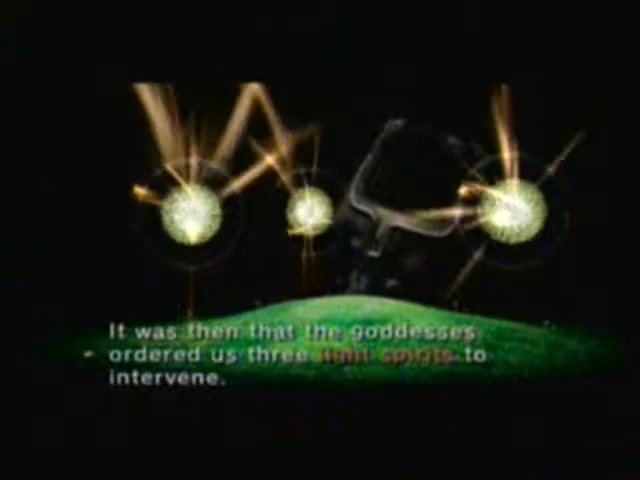 It was then that the goddesses
ordered us three light spirits to
intervene.